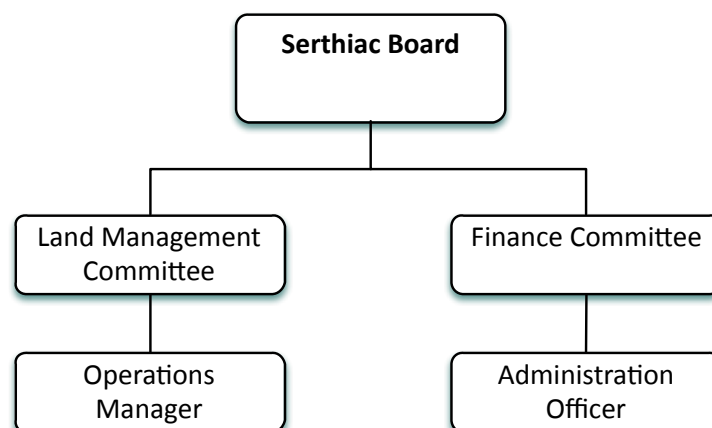 Serthiac Board
Land Management
Committee
Finance Committee
Operations
Manager
Administration
Officer